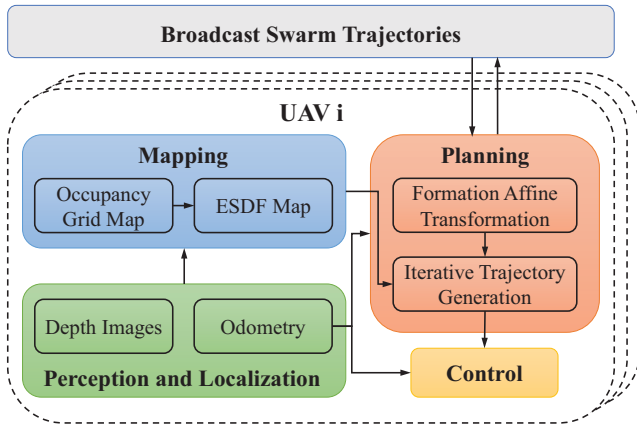 Broadcast Swarm Trajectories
UAV i
Mapping
Occupancy
Grid Map
ESDF Map
Planning
Formation Affine
Transformation
Iterative Trajectory
Generation
Depth Images
Odometry
Perception and Localization
Control